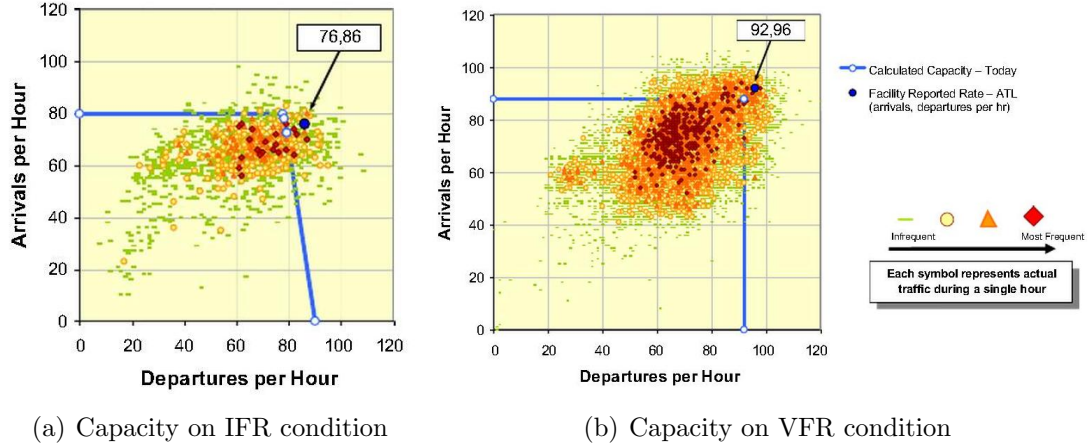 76,86
Arrivals per Hour
120
100
80
60
40
20
0
0 20 40 60 80 100 120
Departures per Hour
(a) Capacity on IFR condition
92,96
Arrivals per Hour
120
100
80
60
40
20
0
0 20 40 60 80 100 120
Departures per Hour
(b) Capacity on VFR condition
Calculated Capacity – Today
Facility Reported Rate – ATL
(arrivals, departures per hr)
Infrequent Most Frequent
Each symbol represents actual
traffic during a single hour